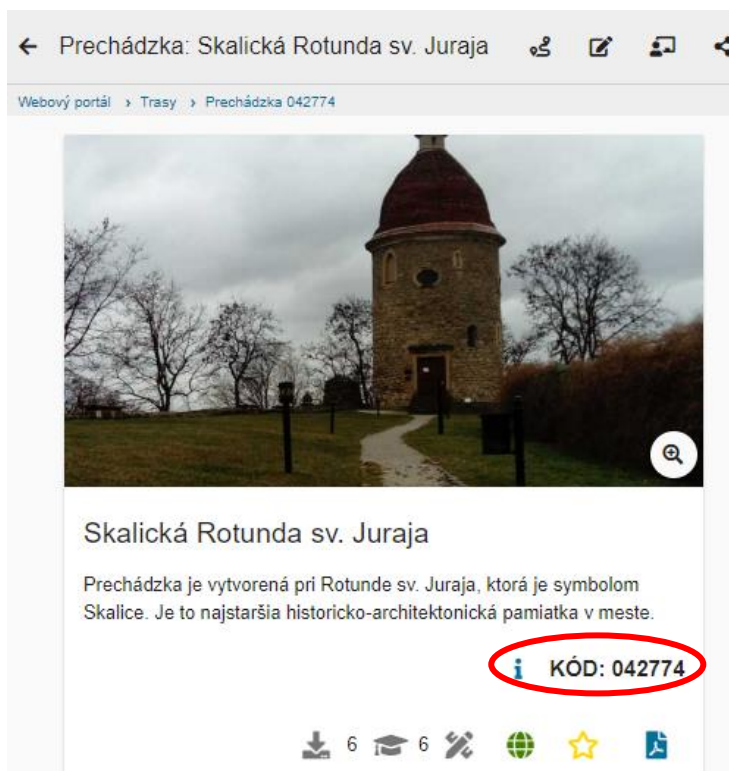 Prechádzka: Skalická Rotunda sv. Juraja
Webový portál › Trasy › Prechádzka 042774
Skalická Rotunda sv. Juraja
Prechádzka je vytvorená pri Rotunde sv. Juraja, ktorá je symbolom
Skalice. Je to najstaršia historicko-architektonická pamiatka v meste.
KÓD: 042774
6 6